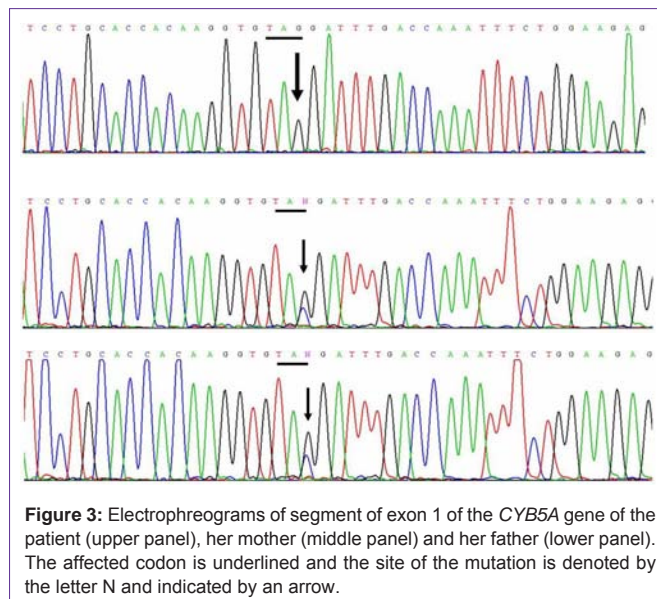 T C C T G C A C C A C A A G G T G T A G G A T T T G A C C A A A T T T C T G G A A G A G
T C C T G C A C C A C A A G G T G T A N G A T T T G A C C A A A T T T C T G G A A G A G
T C C T G C A C C A C A A G G T G T A N G A T T T G A C C A A A T T T C T G G A A G A G
Figure 3: Electrophreograms of segment of exon 1 of the CYB5A gene of the
patient (upper panel), her mother (middle panel) and her father (lower panel).
The affected codon is underlined and the site of the mutation is denoted by
the letter N and indicated by an arrow.